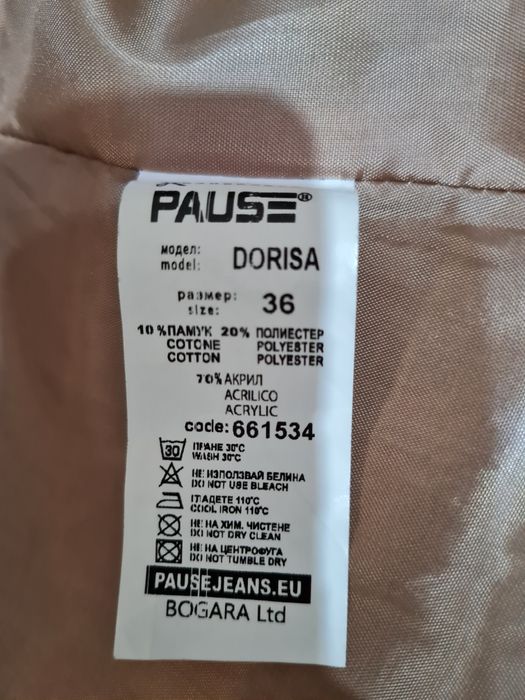 PAUSE®
модел:
model: DORISA
размер:
size: 36
10%ПАМУК 20% ПОЛИЕСТЕР
COTONE POLYESTER
COTTON POLYESTER
70% АКРИЛ
ACRILICO
ACRYLIC
code: 661534
30 ПРАНЕ 30°C
WASH 30°C
НЕ ИЗПОЛЗВАЙ БЕЛИНА
DO NOT USE BLEACH
ГЛАДЕТЕ 110°C
COOL IRON 110°C
НЕ НА ХИМ. ЧИСТЕНЕ
DO NOT DRY CLEAN
НЕ НА ЦЕНТРОФУГА
DO NOT TUMBLE DRY
PAUSEJEANS.EU
BOGARA Ltd